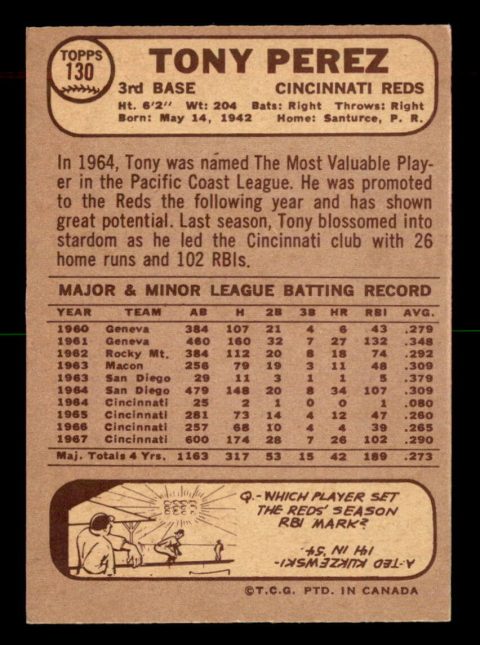 TOPPS
130
TONY PEREZ
3rd BASE CINCINNATI REDS
Ht. 6'2" Wt: 204 Bats: Right Throws: Right
Born: May 14, 1942 Home: Santurce, P. R.
In 1964, Tony was named The Most Valuable Play-
er in the Pacific Coast League. He was promoted
to the Reds the following year and has shown
great potential. Last season, Tony blossomed into
stardom as he led the Cincinnati club with 26
home runs and 102 RBIs.
MAJOR & MINOR LEAGUE BATTING RECORD
YEAR TEAM AB H 2B 3B HR RBI AVG.
1960 Geneva 384 107 21 4 6 43 .279
1961 Geneva 460 160 32 7 27 132 .348
1962 Rocky Mt. 384 112 20 8 18 74 .292
1963 Macon 256 79 19 3 11 48 .309
1963 San Diego 29 11 3 1 1 5 .379
1964 San Diego 479 148 20 8 34 107 .309
1964 Cincinnati 25 2 1 0 0 1 .080
1965 Cincinnati 281 73 14 4 12 47 .260
1966 Cincinnati 257 68 10 4 4 39 .265
1967 Cincinnati 600 174 28 7 26 102 .290
Maj. Totals 4 Yrs. 1163 317 53 15 42 189 .273
Q.- WHICH PLAYER SET
THE REDS' SEASON
RBI MARK?
A-TED KUKZEWSKI-
141 IN '54.
©T.C.G. PTD. IN CANADA